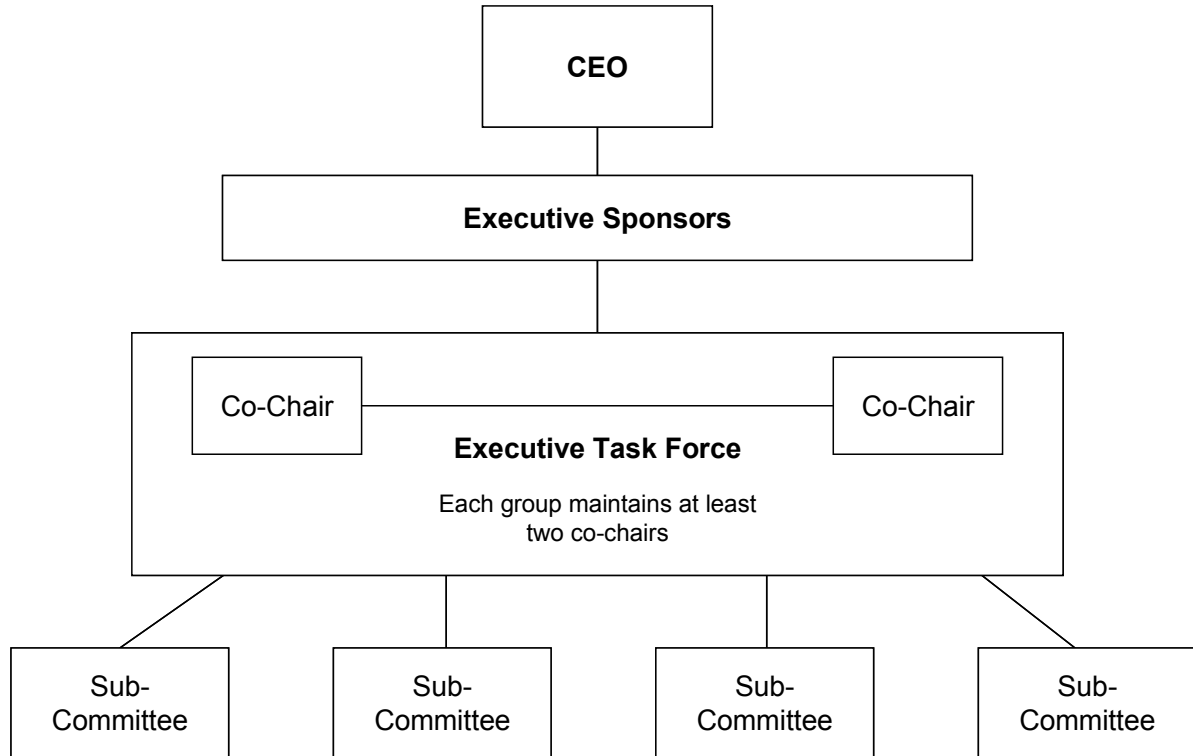 CEO
Executive Sponsors
Co-Chair
Co-Chair
Executive Task Force
Each group maintains at least
two co-chairs
Sub-
Committee
Sub-
Committee
Sub-
Committee
Sub-
Committee